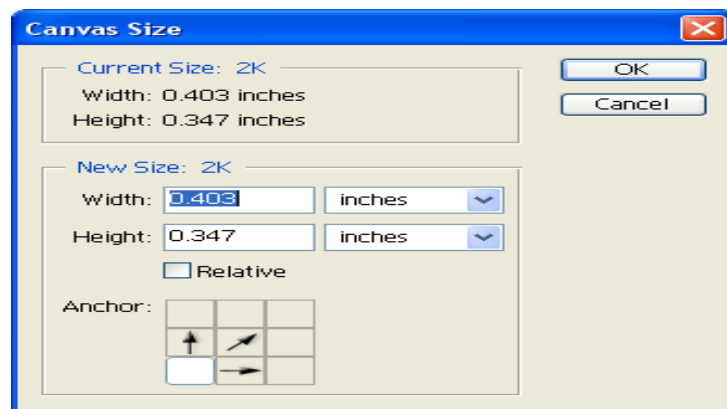 Canvas Size
Current Size: 2K
Width: 0.403 inches
Height: 0.347 inches
OK
Cancel
New Size: 2K
Width: 0.403 inches
Height: 0.347 inches
Relative
Anchor: